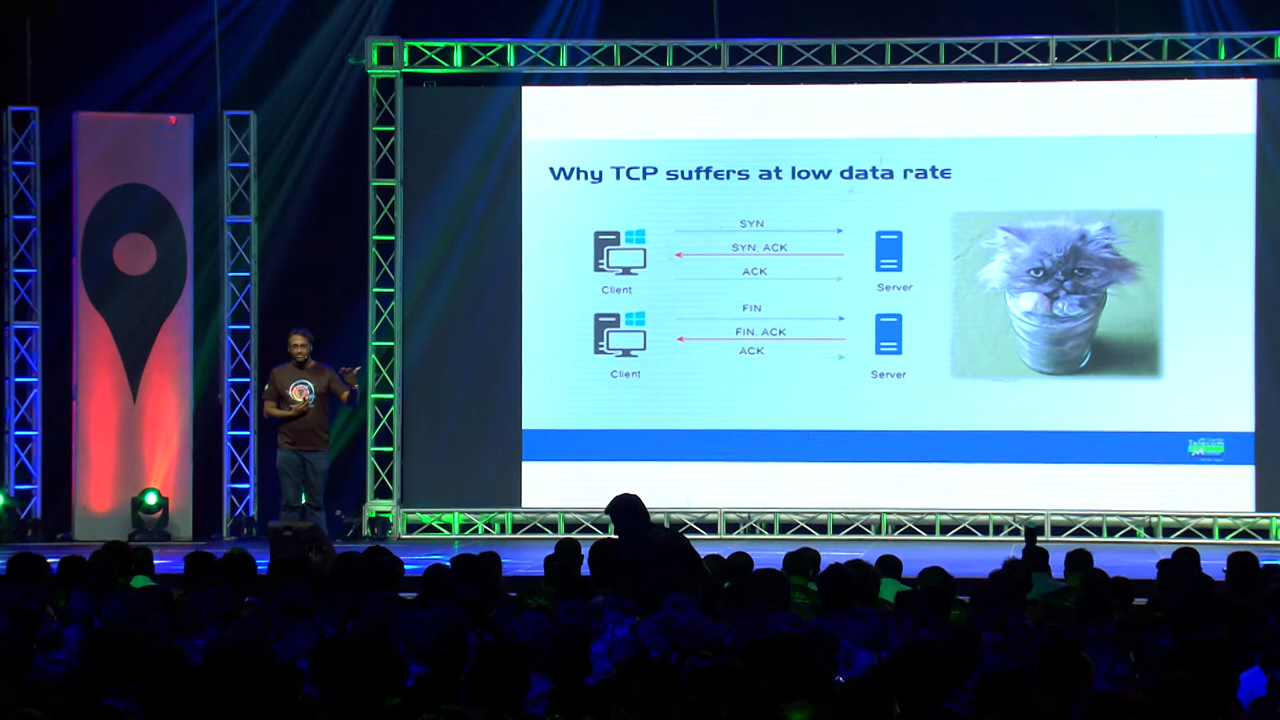 Why TCP suffers at low data rate
SYN
SYN, ACK
ACK
Client
Server
FIN
FIN, ACK
ACK
Client
Server